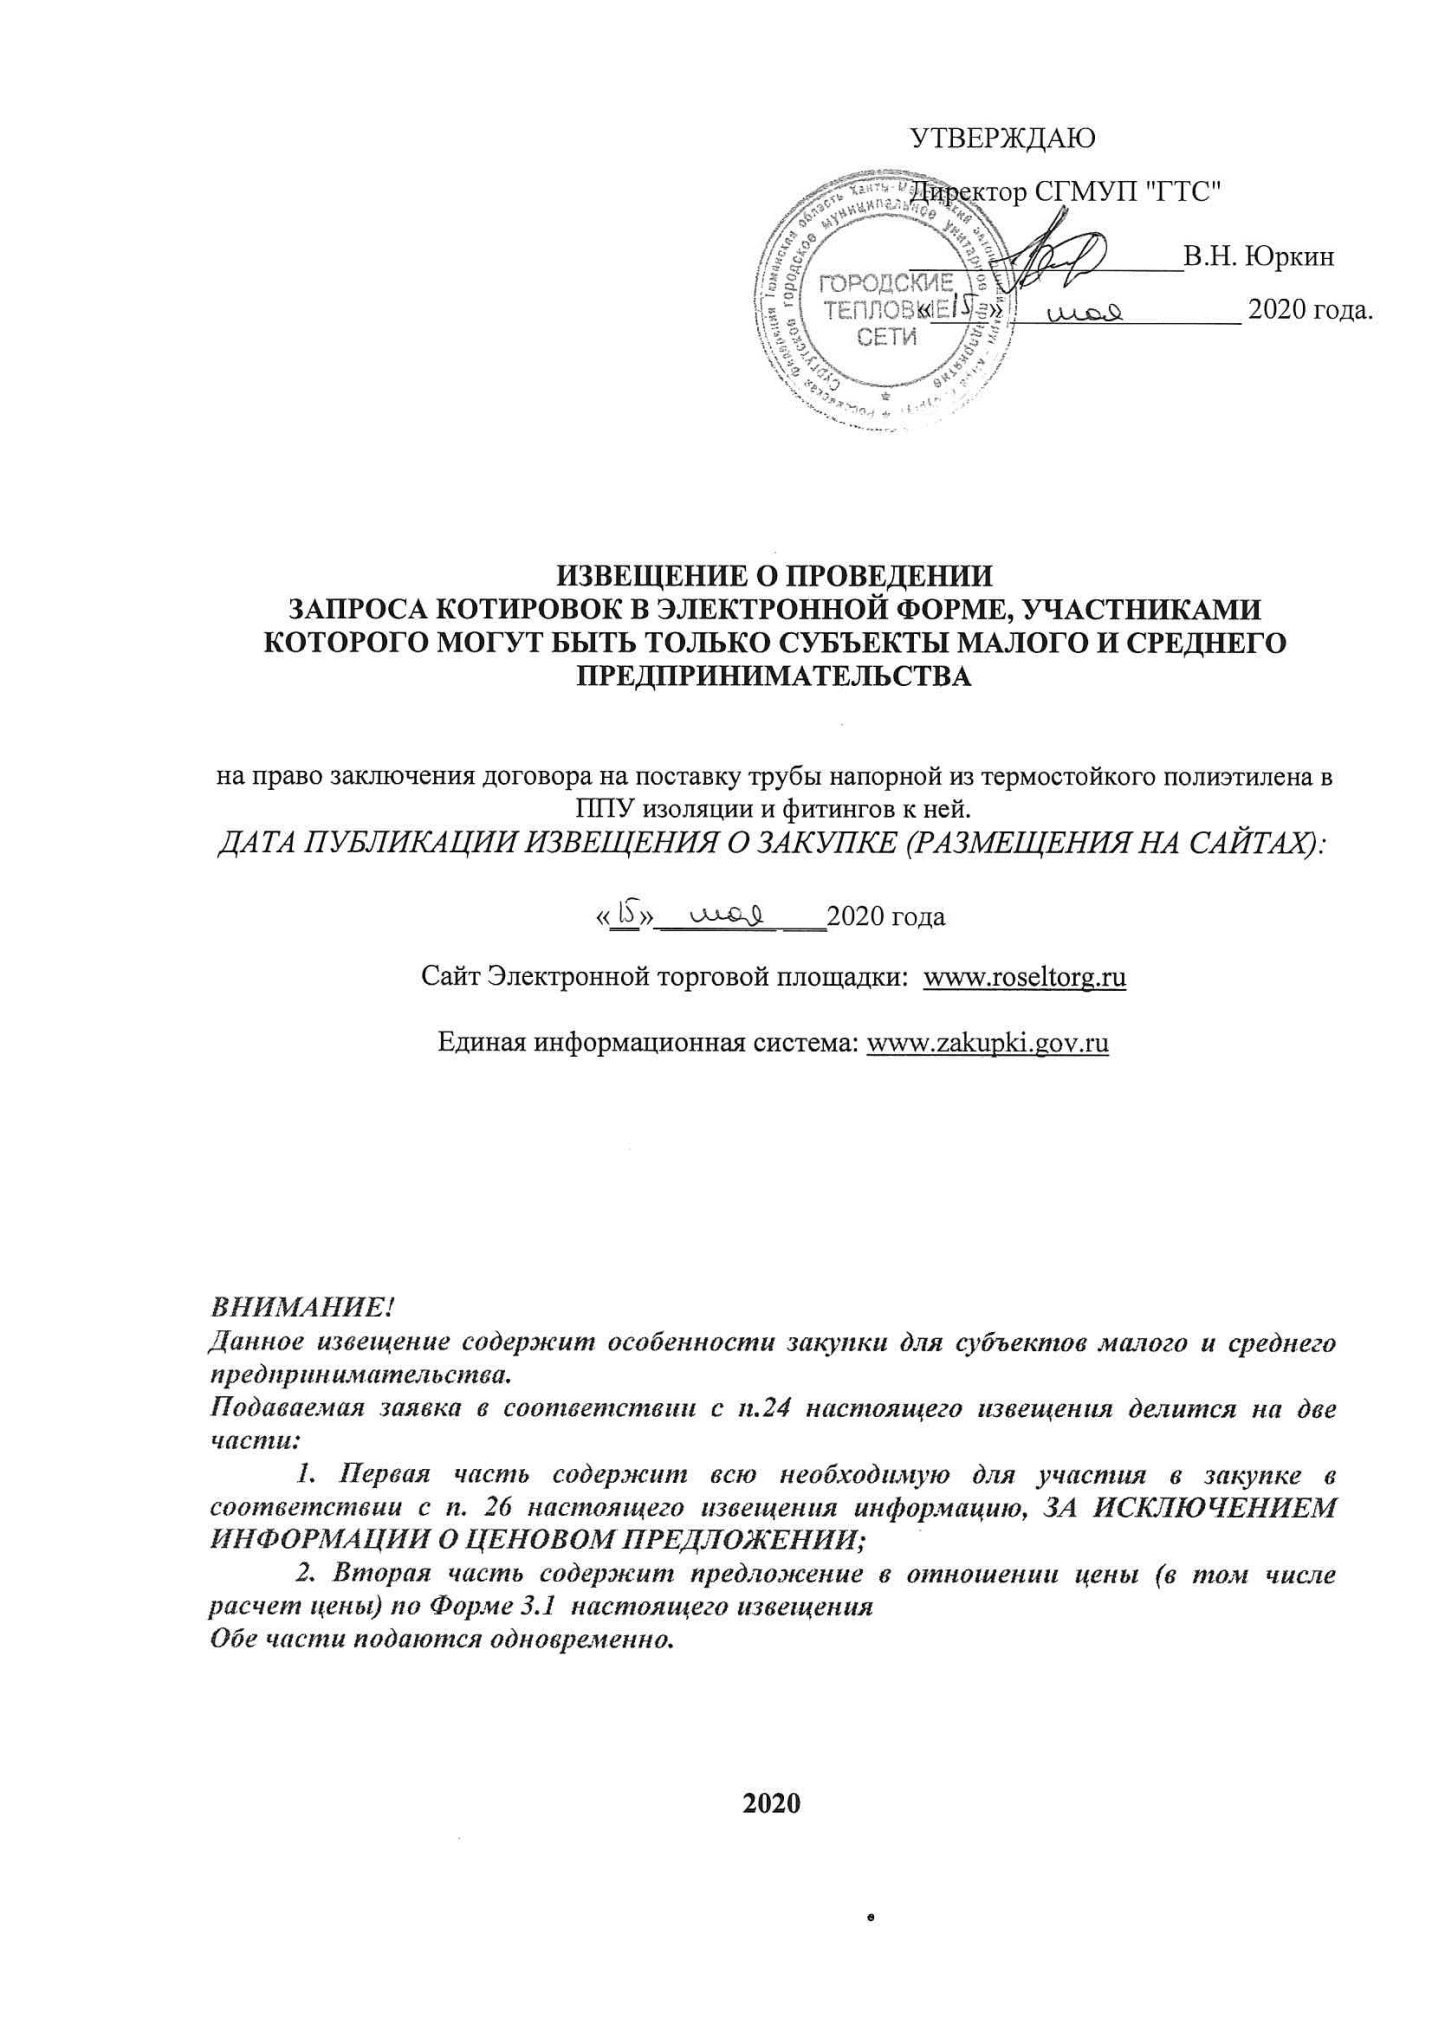 УТВЕРЖДАЮ
Директор СГМУП "ГТС"
В.Н. Юркин
«15» мая 2020 года.
ГОРОДСКИЕ
ТЕПЛОВЫЕ
СЕТИ
Сургутское городское муниципальное унитарное предприятие
ИЗВЕЩЕНИЕ О ПРОВЕДЕНИИ
ЗАПРОСА КОТИРОВОК В ЭЛЕКТРОННОЙ ФОРМЕ, УЧАСТНИКАМИ
КОТОРОГО МОГУТ БЫТЬ ТОЛЬКО СУБЪЕКТЫ МАЛОГО И СРЕДНЕГО
ПРЕДПРИНИМАТЕЛЬСТВА
на право заключения договора на поставку трубы напорной из термостойкого полиэтилена в
ППУ изоляции и фитингов к ней.
ДАТА ПУБЛИКАЦИИ ИЗВЕЩЕНИЯ О ЗАКУПКЕ (РАЗМЕЩЕНИЯ НА САЙТАХ):
«15» мая 2020 года
Сайт Электронной торговой площадки: www.roseltorg.ru
Единая информационная система: www.zakupki.gov.ru
ВНИМАНИЕ!
Данное извещение содержит особенности закупки для субъектов малого и среднего
предпринимательства.
Подаваемая заявка в соответствии с п.24 настоящего извещения делится на две
части:
1. Первая часть содержит всю необходимую для участия в закупке в
соответствии с п. 26 настоящего извещения информацию, ЗА ИСКЛЮЧЕНИЕМ
ИНФОРМАЦИИ О ЦЕНОВОМ ПРЕДЛОЖЕНИИ;
2. Вторая часть содержит предложение в отношении цены (в том числе
расчет цены) по Форме 3.1 настоящего извещения
Обе части подаются одновременно.
2020